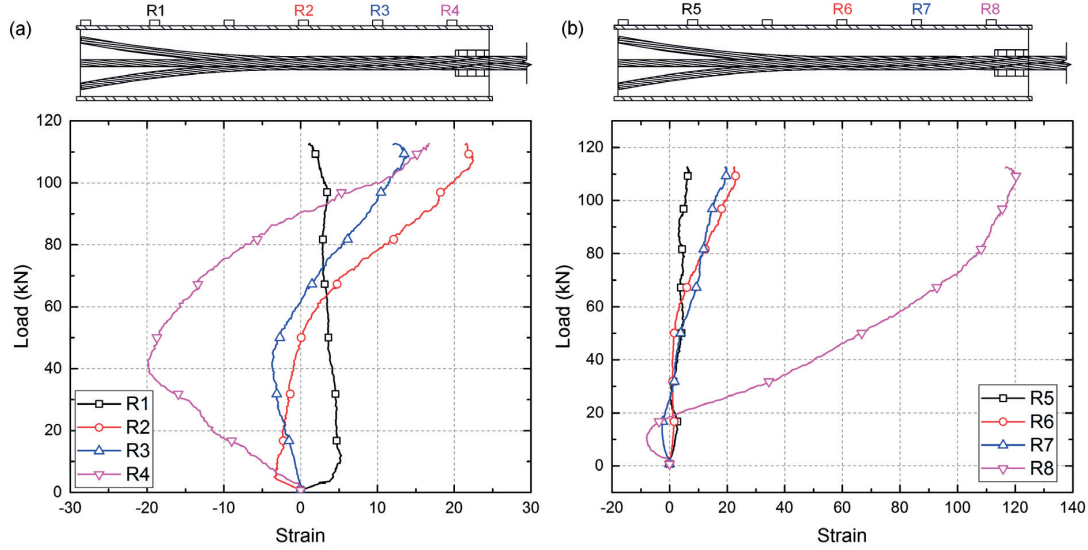 (a) R1 R2 R3 R4
120
100
80
60
40
20
0
-30 -20 -10 0 10 20 30
Load (kN)
Strain
R1
R2
R3
R4
(b) R5 R6 R7 R8
120
100
80
60
40
20
0
-20 0 20 40 60 80 100 120 140
Load (kN)
Strain
R5
R6
R7
R8